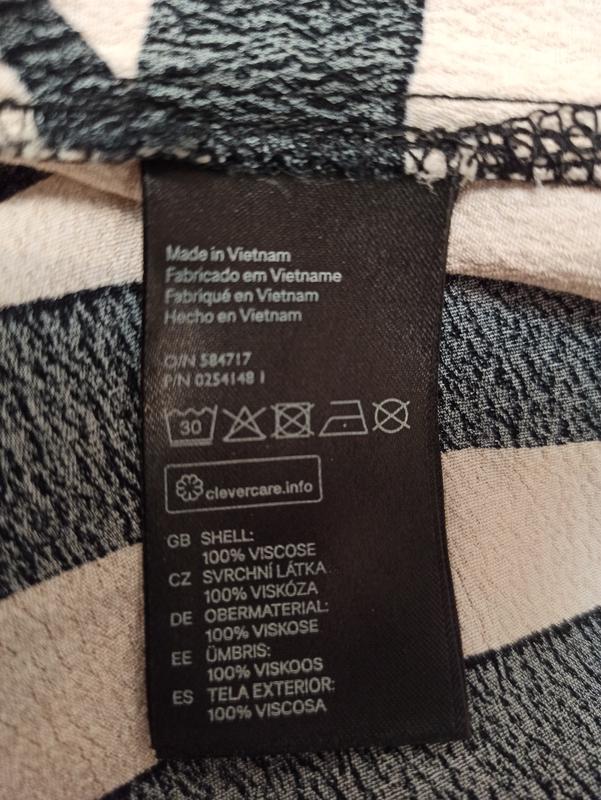 Made in Vietnam
Fabricado em Vietname
Fabriqué en Vietnam
Hecho en Vietnam
O/N 584717
P/N 0254148 1
30
clevercare.info
GB SHELL:
100% VISCOSE
CZ SVRCHNÍ LÁTKA
100% VISKÓZA
DE OBERMATERIAL:
100% VISKOSE
EE ÜMBRIS:
100% VISKOOS
ES TELA EXTERIOR:
100% VISCOSA